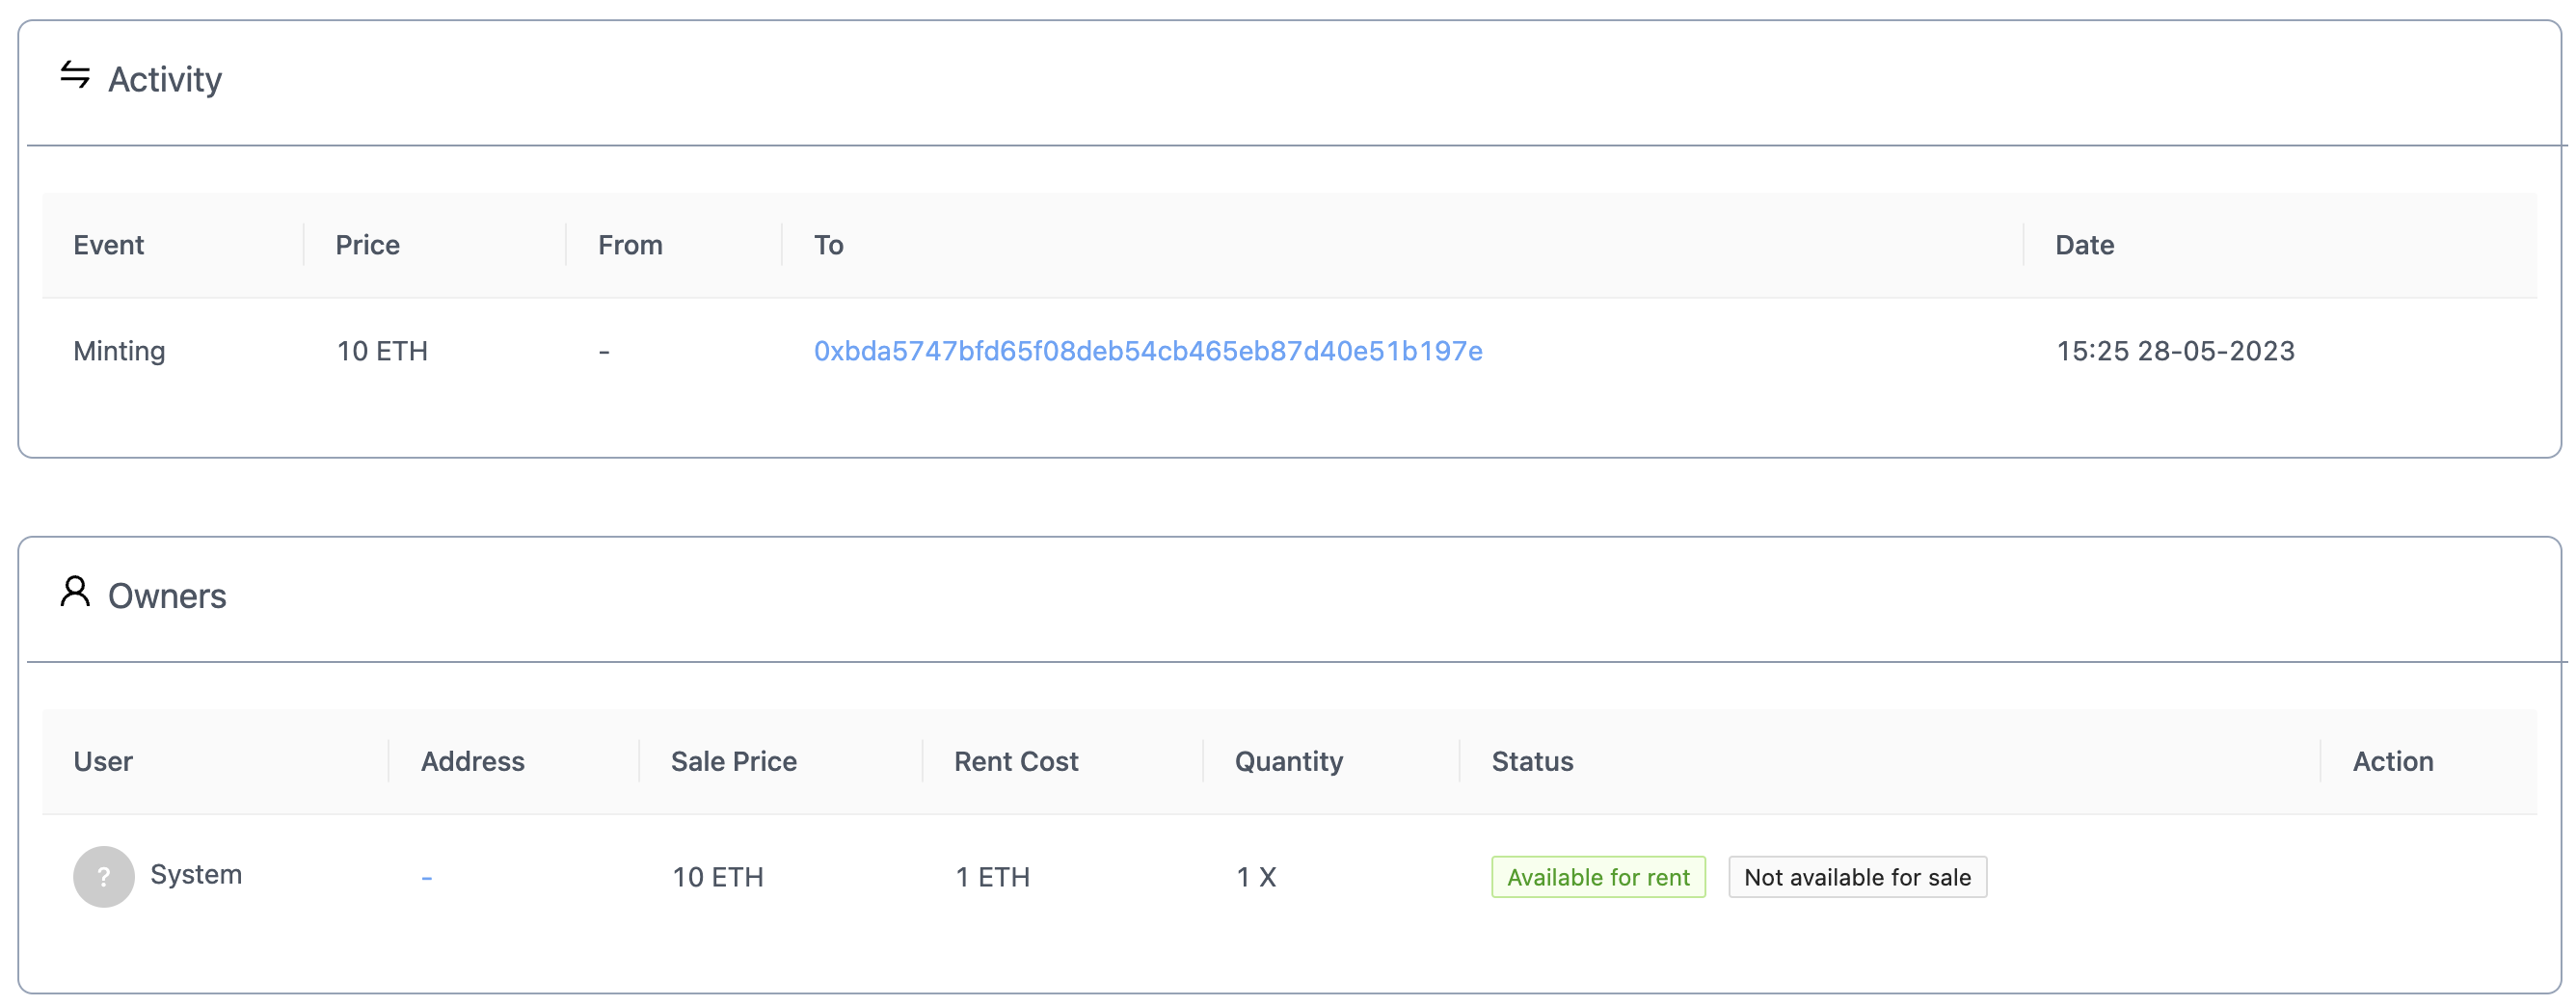 Activity
Event Price From To Date
Minting 10 ETH - 0xbda5747bfd65f08deb54cb465eb87d40e51b197e 15:25 28-05-2023
Owners
User Address Sale Price Rent Cost Quantity Status Action
? System - 10 ETH 1 ETH 1 X Available for rent Not available for sale